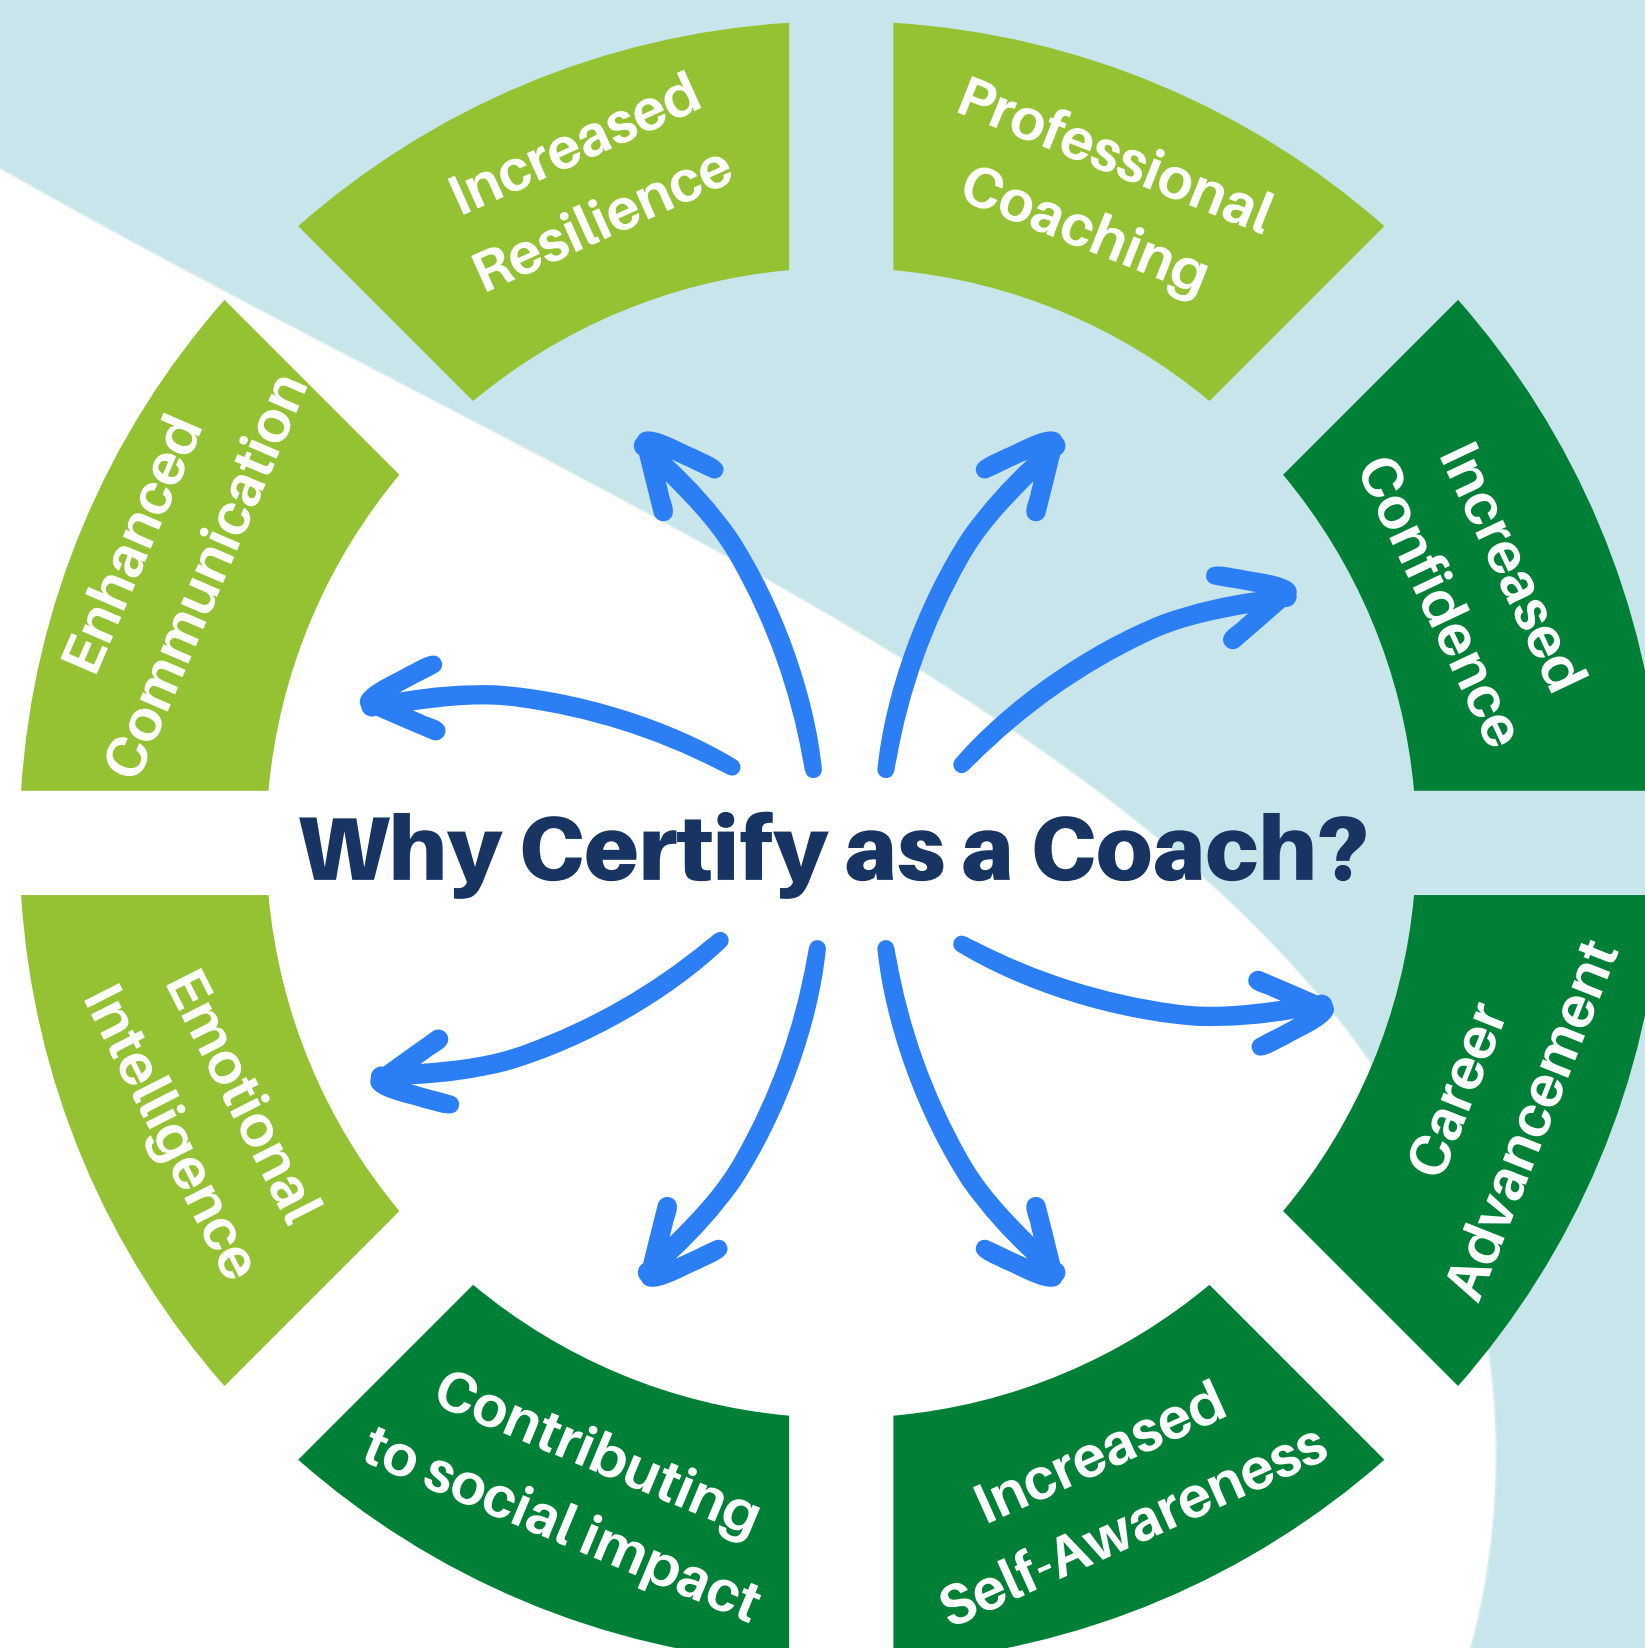 Increased
Resilience
Professional
Coaching
Increased
Confidence
Career
Advancement
Increased
Self-Awareness
Contributing
to social impact
Emotional
Intelligence
Enhanced
Communication
Why Certify as a Coach?